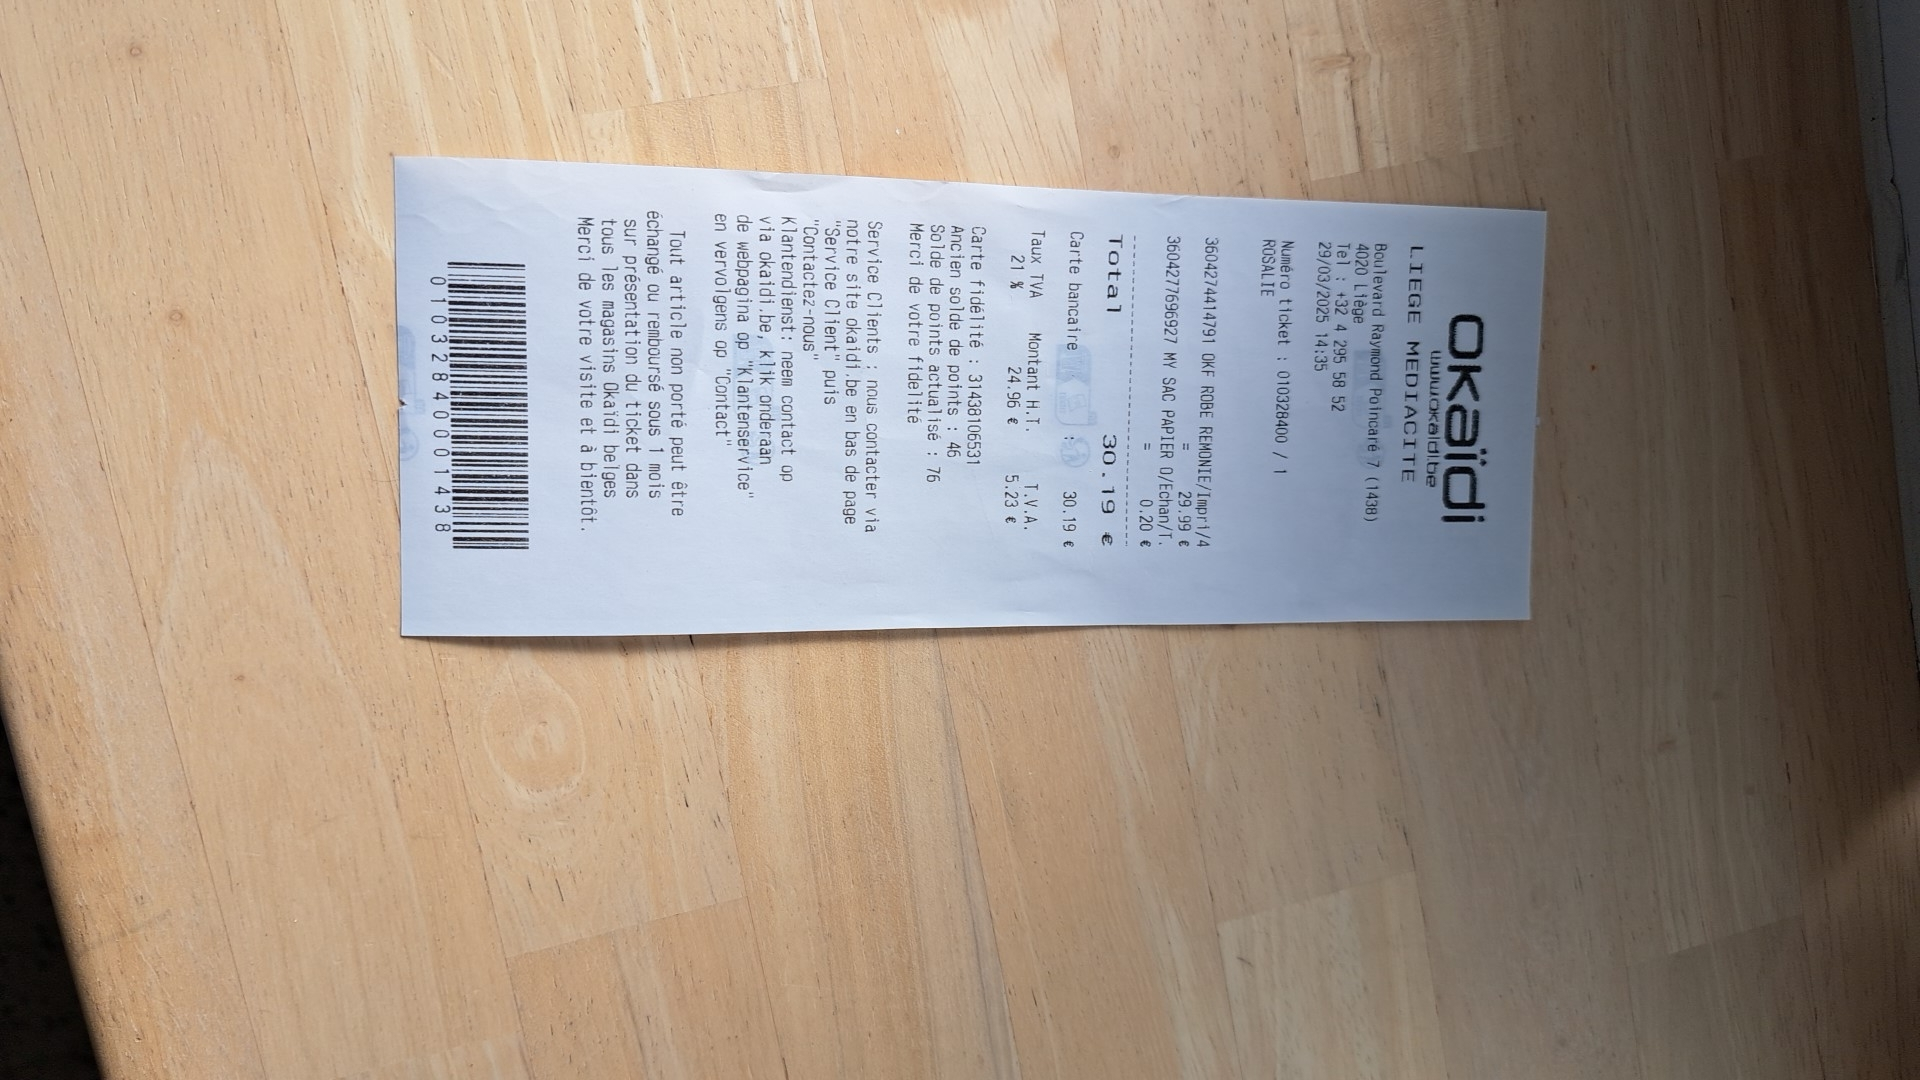 okaïdi
www.okaidi.be
LIEGE MEDIACITE
Boulevard Raymond Poincaré 7 (1438)
4020 Liège
Tel : +32 4 295 58 52
29/03/2025 14:35
Numéro ticket : 010328400 / 1
ROSALIE
3604274414791 OKF ROBE REMONIE/Impri/4
= 29.99 €
3604277696927 MY SAC PAPIER O/Echan/T.
= 0.20 €
Total 30.19 €
Carte bancaire : 30.19 €
Taux TVA Montant H.T. T.V.A.
21 % 24.96 € 5.23 €
Carte fidélité : 31438106531
Ancien solde de points : 46
Solde de points actualisé : 76
Merci de votre fidelité
Service Clients : nous contacter via
notre site okaidi.be en bas de page
"Service Client" puis
"Contactez-nous"
Klantendienst: neem contact op
via okaidi.be, klik onderaan
de webpagina op "Klantenservice"
en vervolgens op "Contact"
Tout article non porté peut être
échangé ou remboursé sous 1 mois
sur présentation du ticket dans
tous les magasins Okaïdi belges
Merci de votre visite et à bientôt.
010328400001438